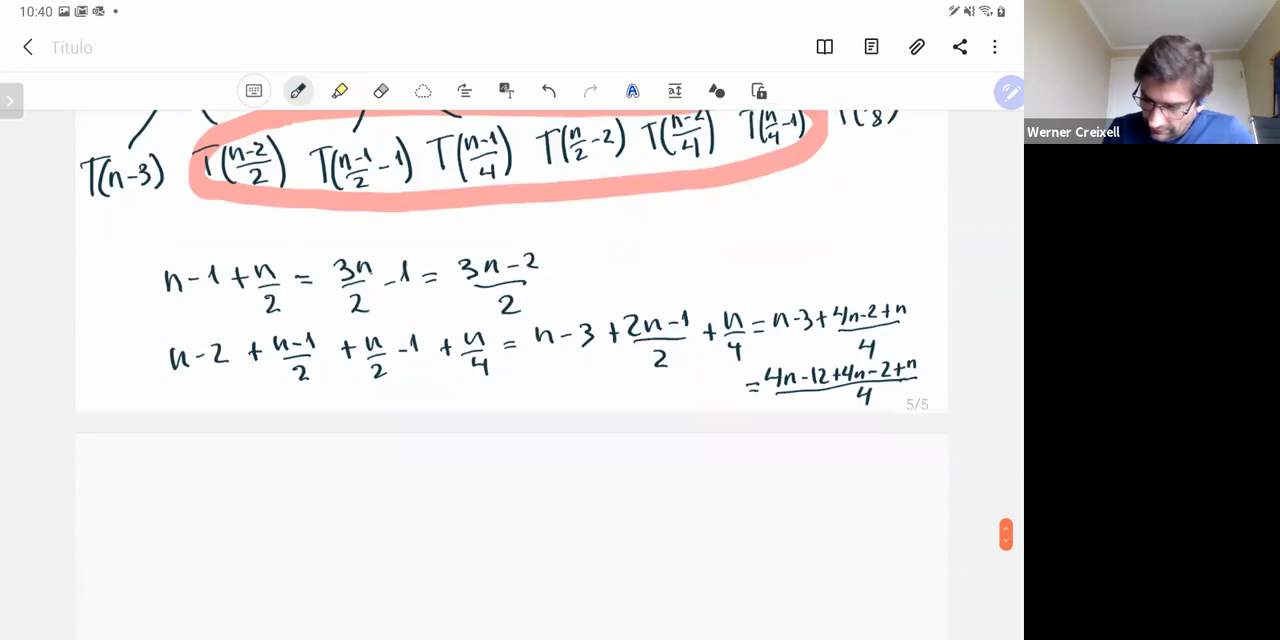 10:40
Título
T(n-3) T((n-2)/2) T((n-1)/2 -1) T((n-1)/4) T(n/2 -2) T((n-2)/4) T(n/4 -1)
n-1 + n/2 = 3n/2 - 1 = (3n-2)/2
n-2 + (n-1)/2 + n/2 -1 + n/4 = n-3 + (2n-1)/2 + n/4 = n-3 + (4n-2+n)/4
= (4n-12+4n-2+n)/4
5/5
Werner Creixell